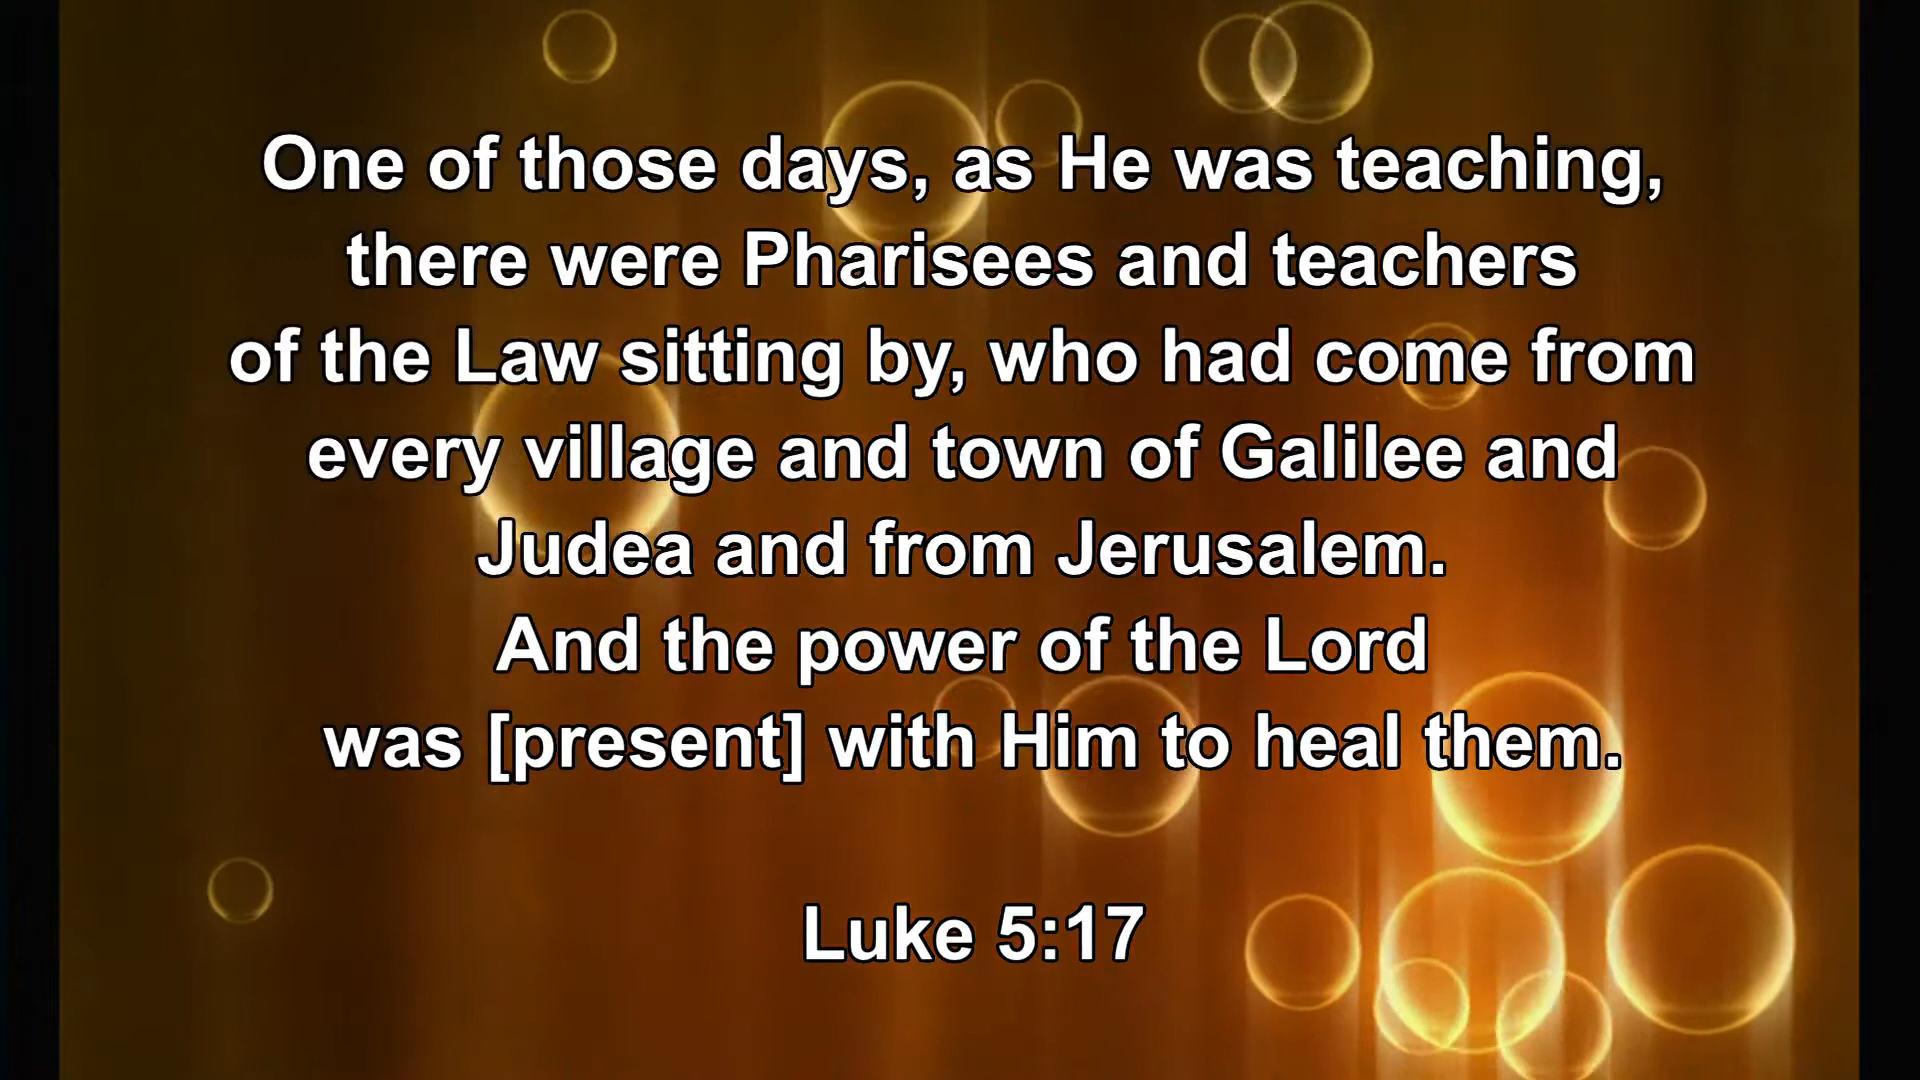 One of those days, as He was teaching,
there were Pharisees and teachers
of the Law sitting by, who had come from
every village and town of Galilee and
Judea and from Jerusalem.
And the power of the Lord
was [present] with Him to heal them.
Luke 5:17